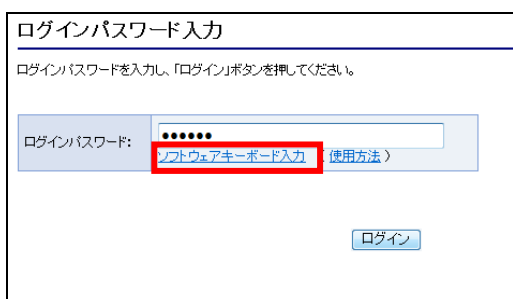 ログインパスワード入力
ログインパスワードを入力し、「ログイン」ボタンを押してください。
ログインパスワード: ●●●●●●
ソフトウェアキーボード入力 ( 使用方法 )
ログイン